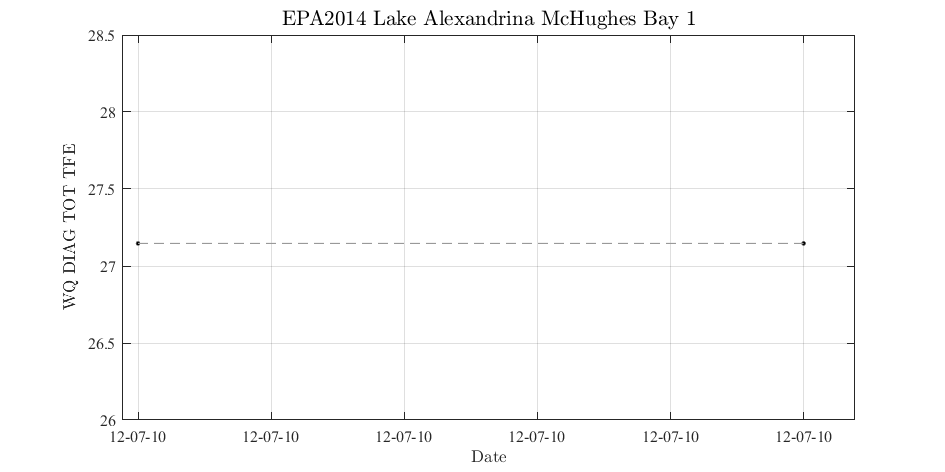 EPA2014 Lake Alexandrina McHughes Bay 1
WQ DIAG TOT TFE
28.5
28
27.5
27
26.5
26
12-07-10 12-07-10 12-07-10 12-07-10 12-07-10 12-07-10
Date